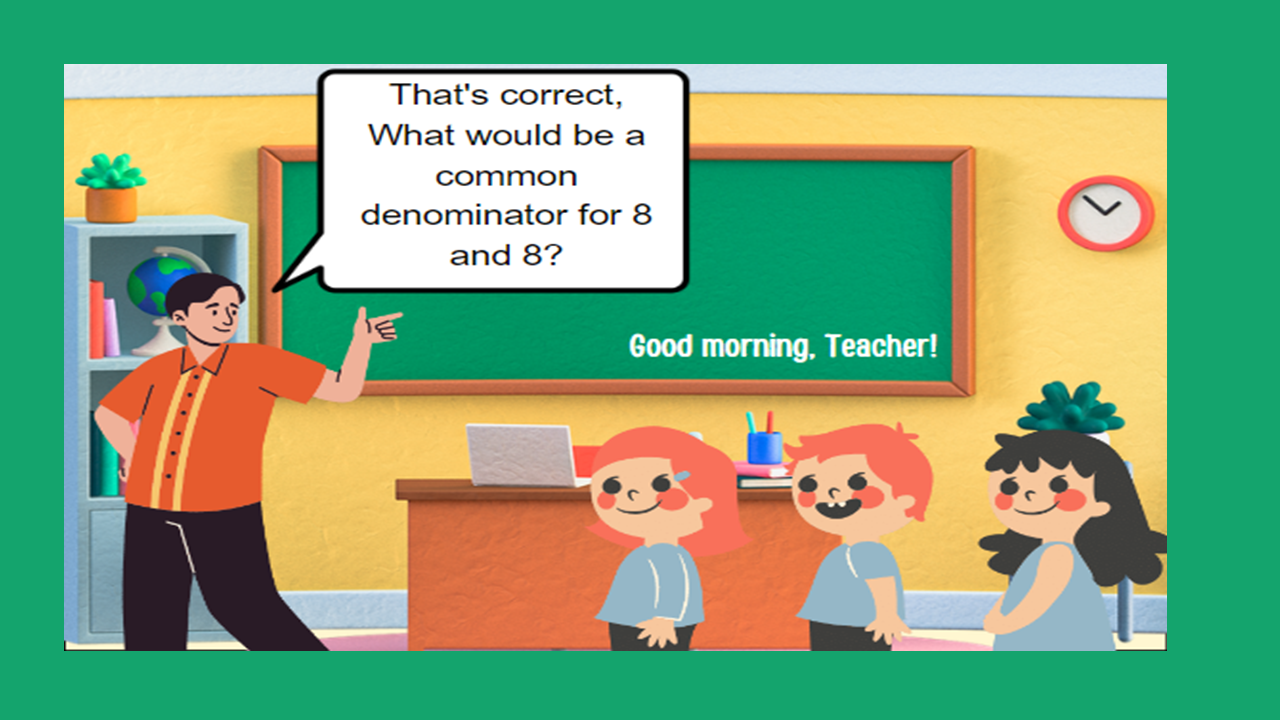 That's correct,
What would be a
common
denominator for 8
and 8?
Good morning, Teacher!